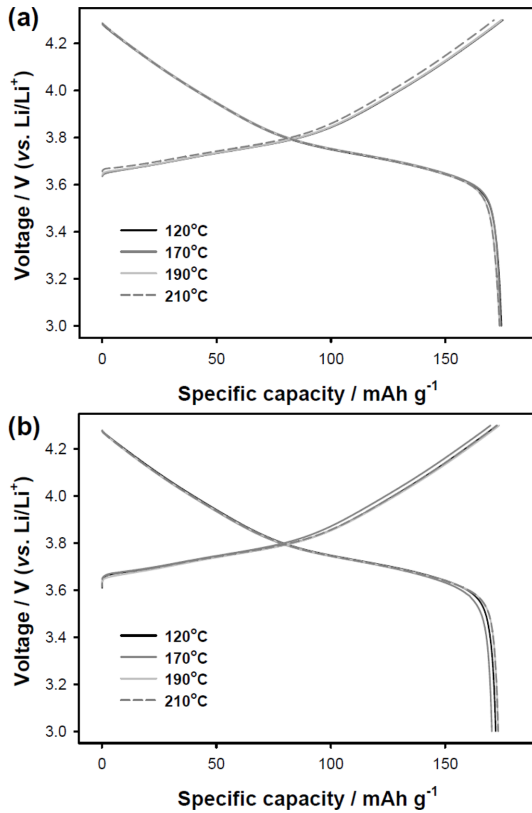 (a)
Voltage / V (vs. Li/Li⁺)
4.2
4.0
3.8
3.6
3.4
3.2
3.0
120°C
170°C
190°C
210°C
0 50 100 150
Specific capacity / mAh g⁻¹
(b)
Voltage / V (vs. Li/Li⁺)
4.2
4.0
3.8
3.6
3.4
3.2
3.0
120°C
170°C
190°C
210°C
0 50 100 150
Specific capacity / mAh g⁻¹